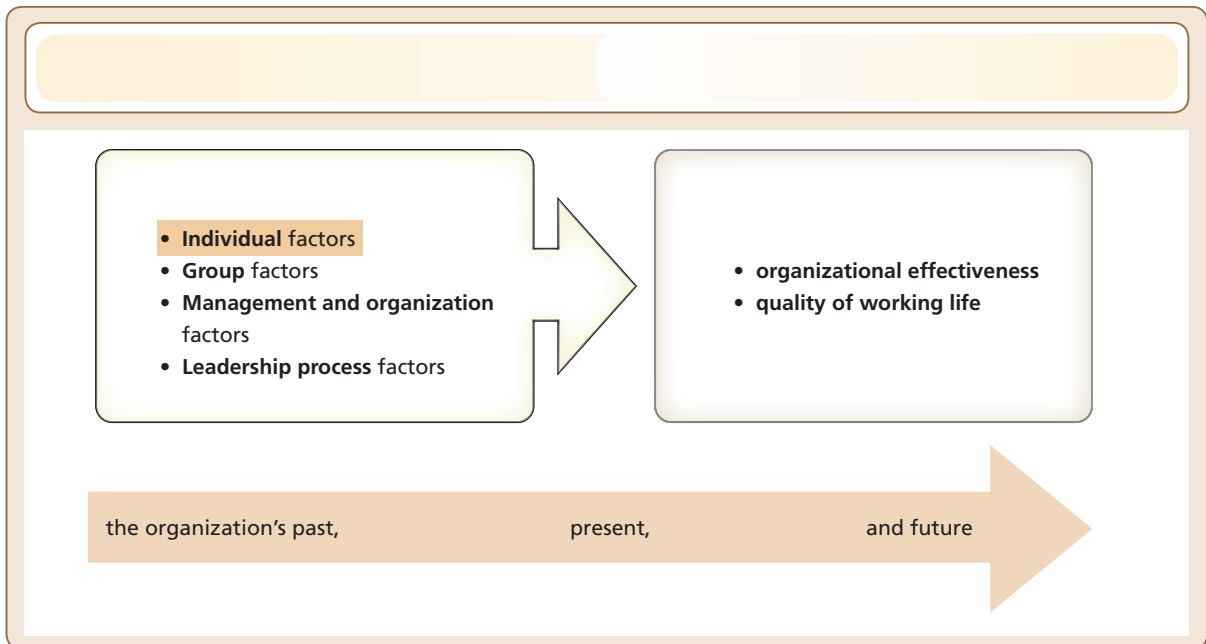 • Individual factors
• Group factors
• Management and organization
factors
• Leadership process factors
• organizational effectiveness
• quality of working life
the organization’s past, present, and future